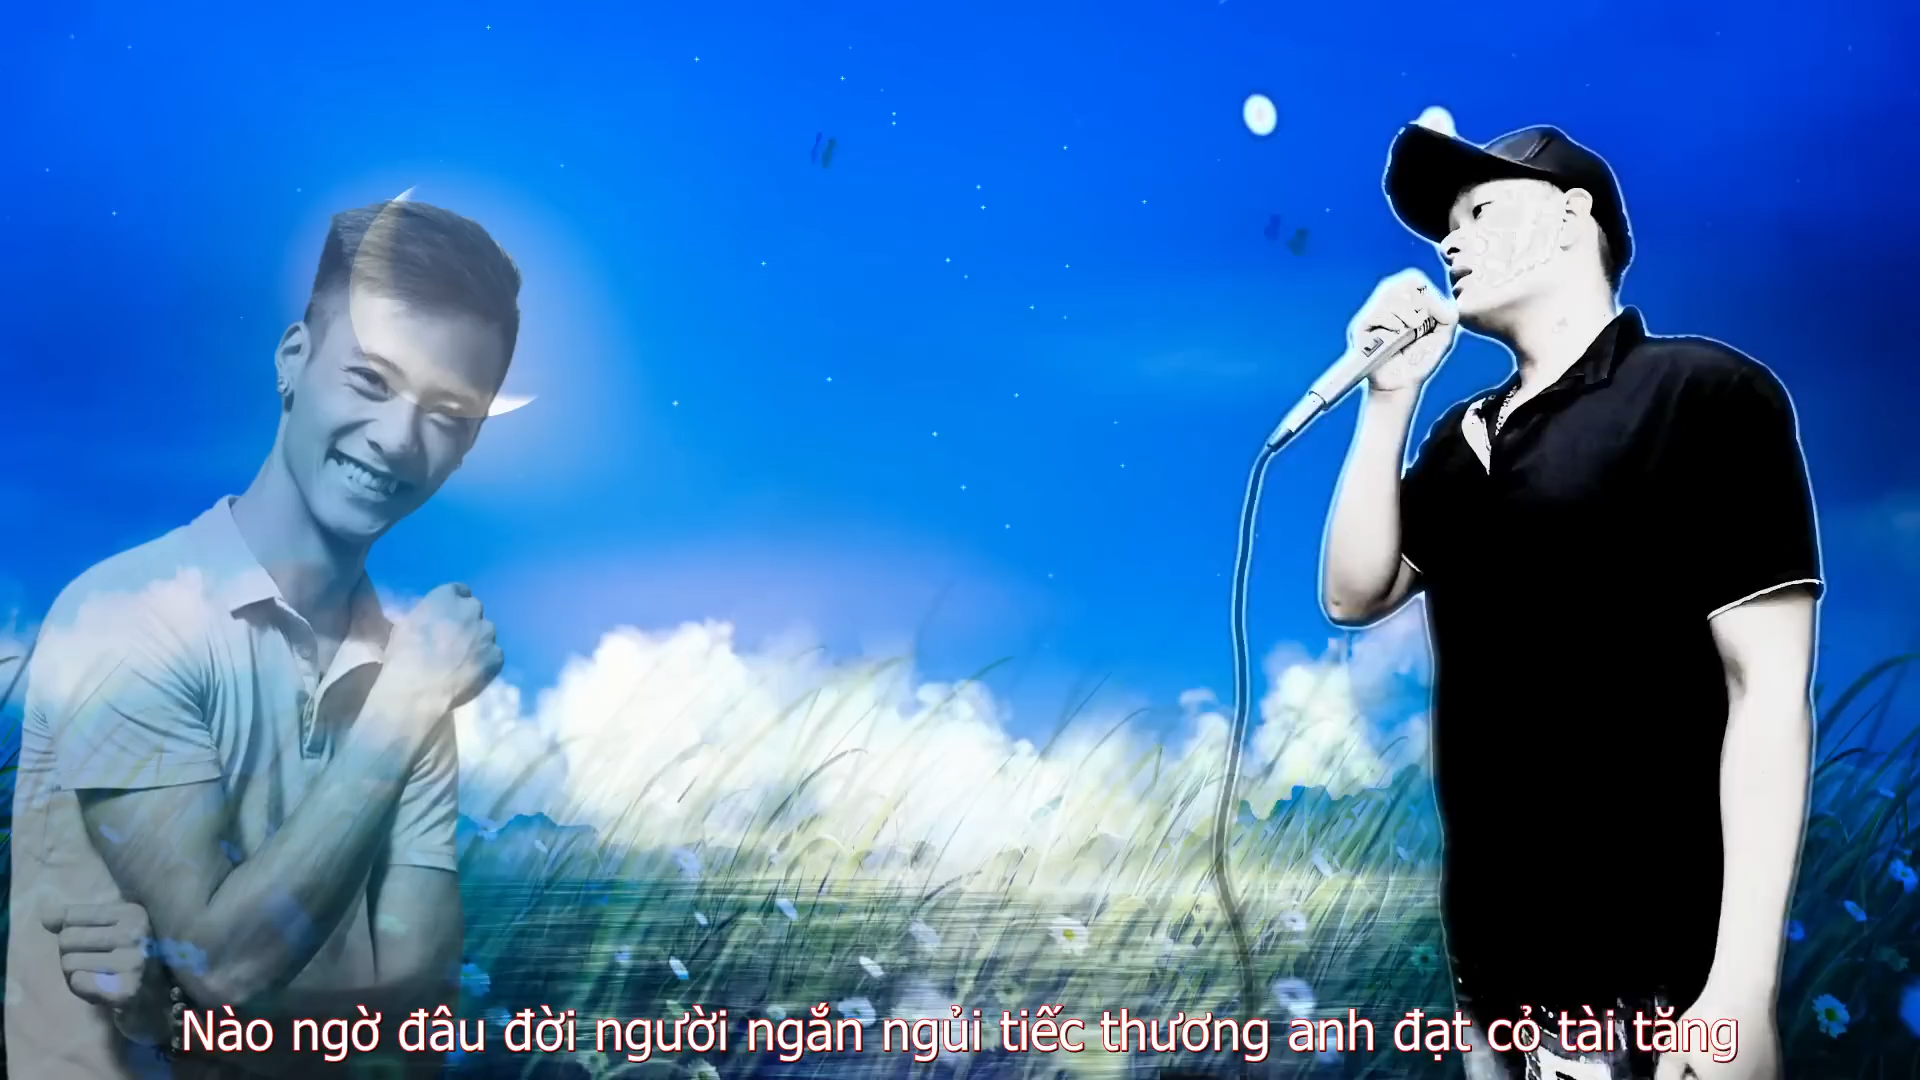 Nào ngờ đâu đời người ngắn ngủi tiếc thương anh đạt cỏ tài tăng